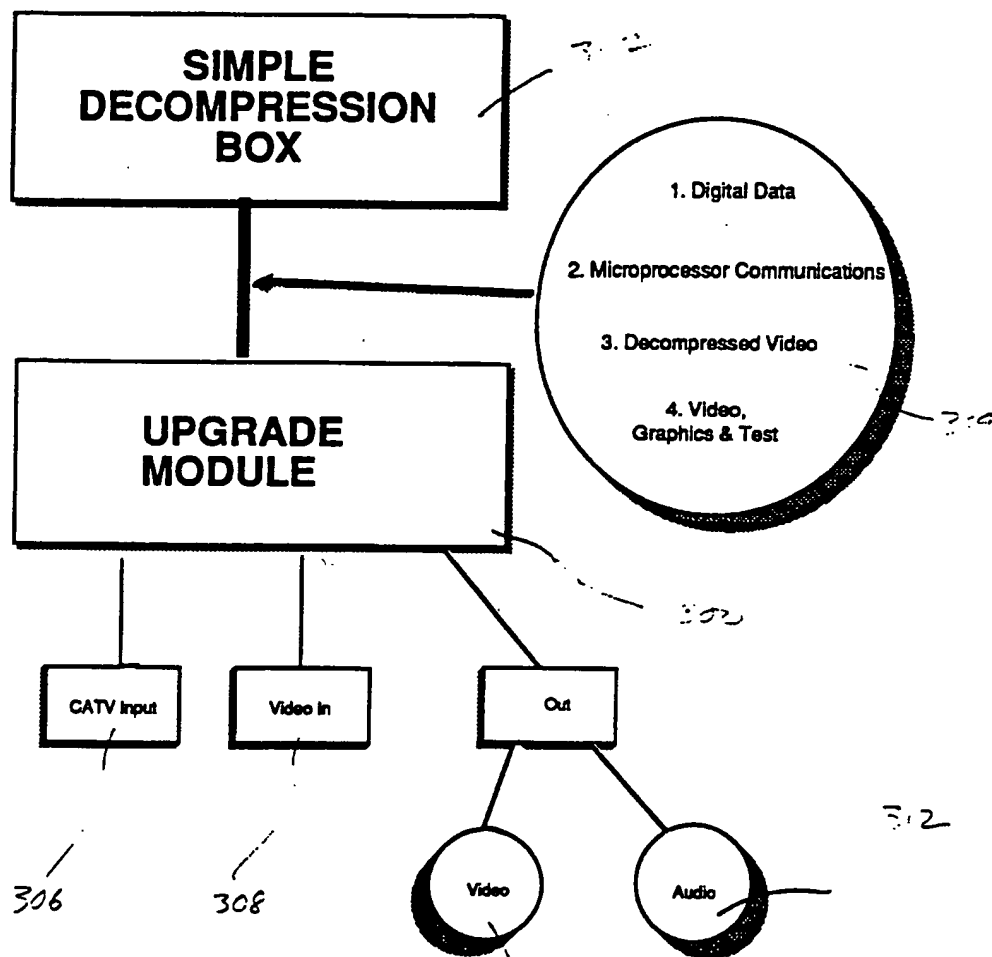 SIMPLE
DECOMPRESSION
BOX
1. Digital Data
2. Microprocessor Communications
3. Decompressed Video
4. Video,
Graphics & Test
UPGRADE
MODULE
CATV Input
Video In
Out
312
306
308
Video
Audio